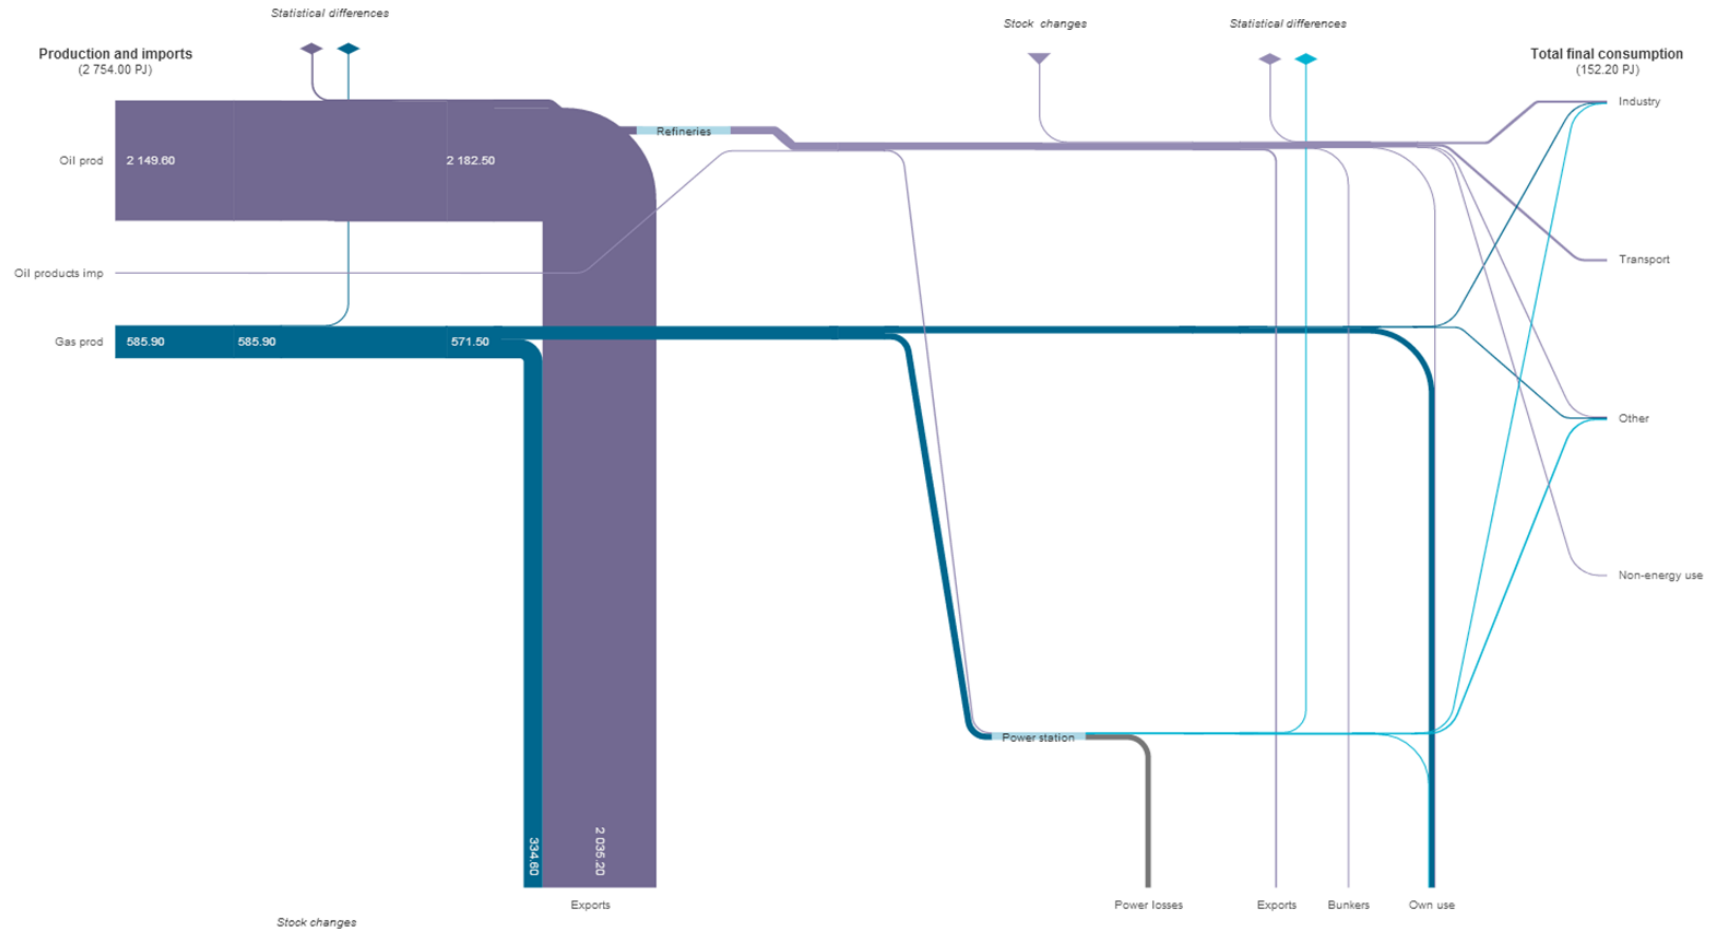 Statistical differences
Stock changes
Statistical differences
Production and imports
(2 754.00 PJ)
Total final consumption
(152.20 PJ)
Industry
Refineries
Oil prod
2 149.60
2 182.50
Transport
Oil products imp
Gas prod
585.90
585.90
571.50
Other
Non-energy use
Power station
334.60
2 035.20
Exports
Power losses
Exports
Bunkers
Own use
Stock changes